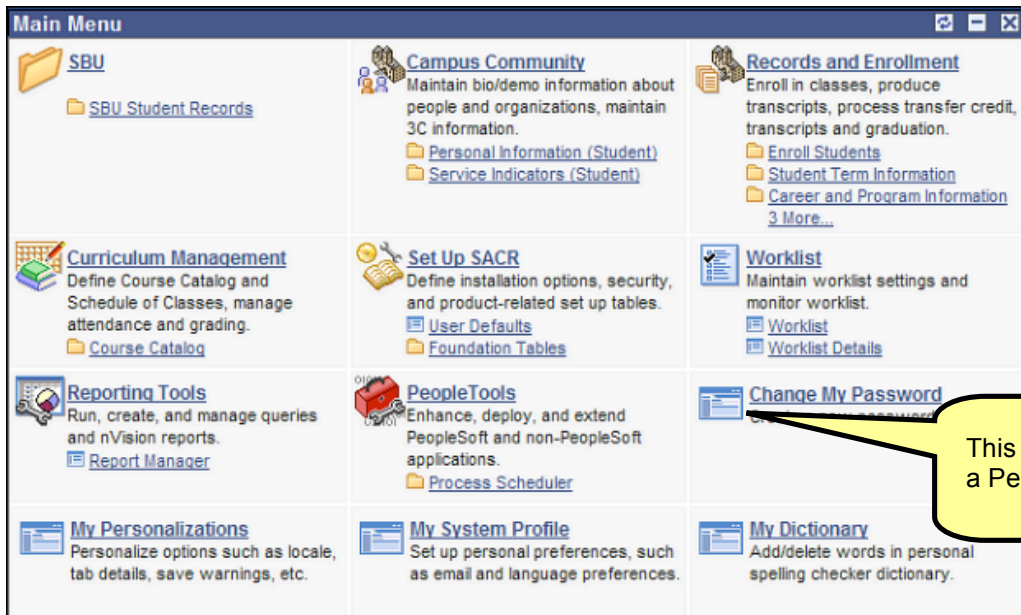 Main Menu
SBU
SBU Student Records
Campus Community
Maintain bio/demo information about
people and organizations, maintain
3C information.
Personal Information (Student)
Service Indicators (Student)
Records and Enrollment
Enroll in classes, produce
transcripts, process transfer credit,
transcripts and graduation.
Enroll Students
Student Term Information
Career and Program Information
3 More...
Curriculum Management
Define Course Catalog and
Schedule of Classes, manage
attendance and grading.
Course Catalog
Set Up SACR
Define installation options, security,
and product-related set up tables.
User Defaults
Foundation Tables
Worklist
Maintain worklist settings and
monitor worklist.
Worklist
Worklist Details
Reporting Tools
Run, create, and manage queries
and nVision reports.
Report Manager
PeopleTools
Enhance, deploy, and extend
PeopleSoft and non-PeopleSoft
applications.
Process Scheduler
Change My Password
This
a Pe
My Personalizations
Personalize options such as locale,
tab details, save warnings, etc.
My System Profile
Set up personal preferences, such
as email and language preferences.
My Dictionary
Add/delete words in personal
spelling checker dictionary.